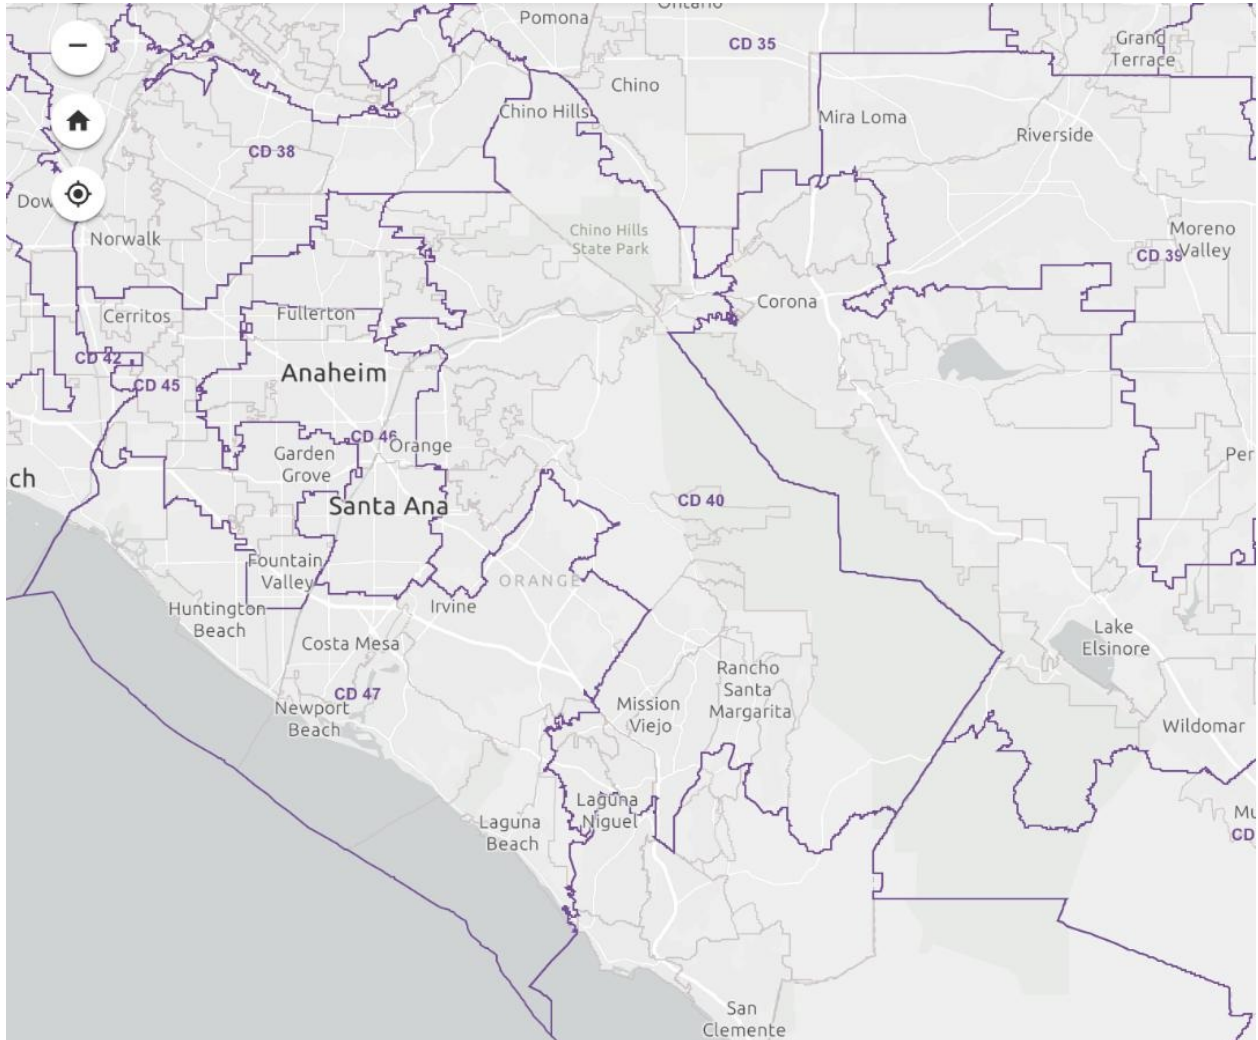 Pomona
Ontario
CD 35
Grand
Terrace
Chino
Chino Hills
Mira Loma
Riverside
CD 38
Dow
Norwalk
Chino Hills
State Park
Moreno
Valley
CD 39
Cerritos
Fullerton
Corona
CD 42
CD 45
Anaheim
CD 46
Orange
Garden
Grove
Per
ch
Santa Ana
CD 40
Fountain
Valley
ORANGE
Huntington
Beach
Irvine
Costa Mesa
Lake
Elsinore
CD 47
Newport
Beach
Mission
Viejo
Rancho
Santa
Margarita
Wildomar
Laguna
Niguel
Laguna
Beach
Mu
CD
San
Clemente